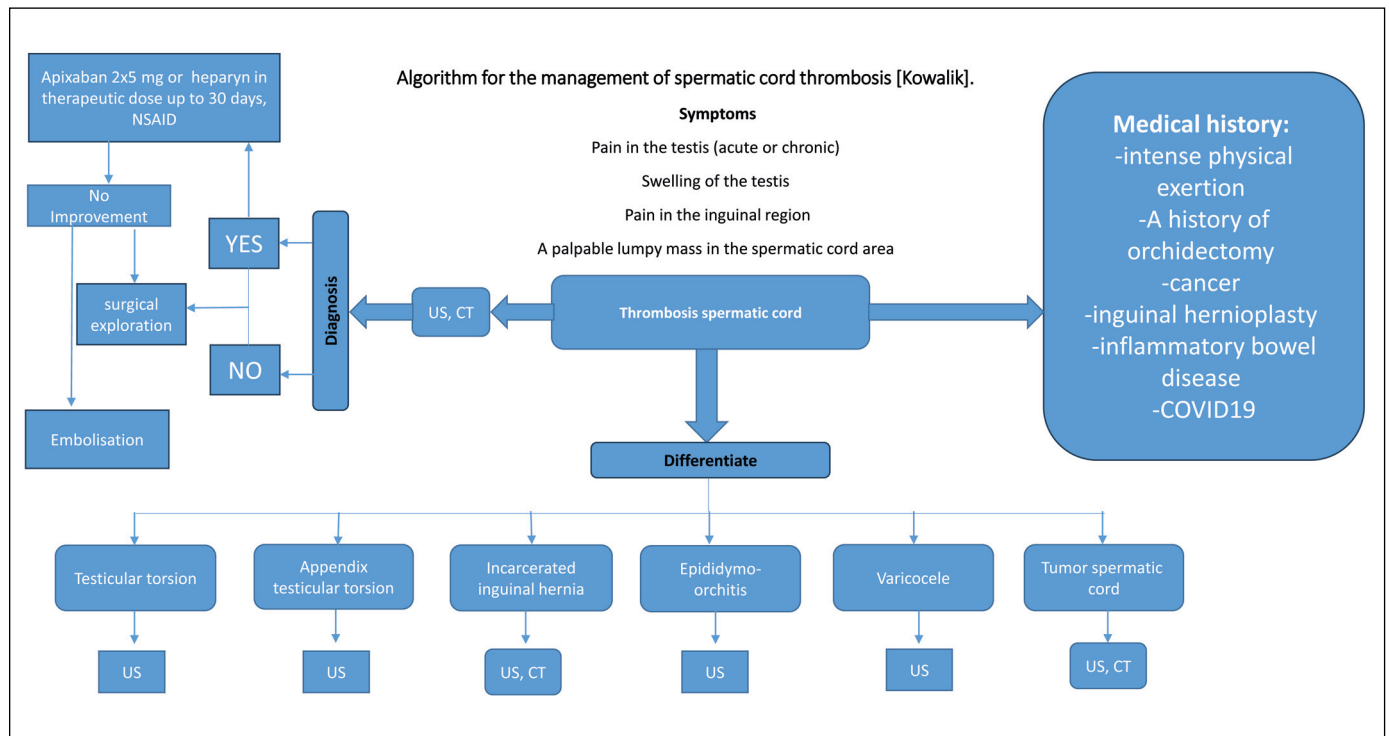 Algorithm for the management of spermatic cord thrombosis [Kowalik].
Symptoms
Pain in the testis (acute or chronic)
Swelling of the testis
Pain in the inguinal region
A palpable lumpy mass in the spermatic cord area
Apixaban 2x5 mg or heparyn in
therapeutic dose up to 30 days,
NSAID
No
Improvement
YES
surgical
exploration
NO
Embolisation
Diagnosis
US, CT
Thrombosis spermatic cord
Medical history:
-intense physical
exertion
-A history of
orchidectomy
-cancer
-inguinal hernioplasty
-inflammatory bowel
disease
-COVID19
Differentiate
Testicular torsion
Appendix
testicular torsion
Incarcerated
inguinal hernia
Epididymo-
orchitis
Varicocele
Tumor spermatic
cord
US
US
US, CT
US
US
US, CT